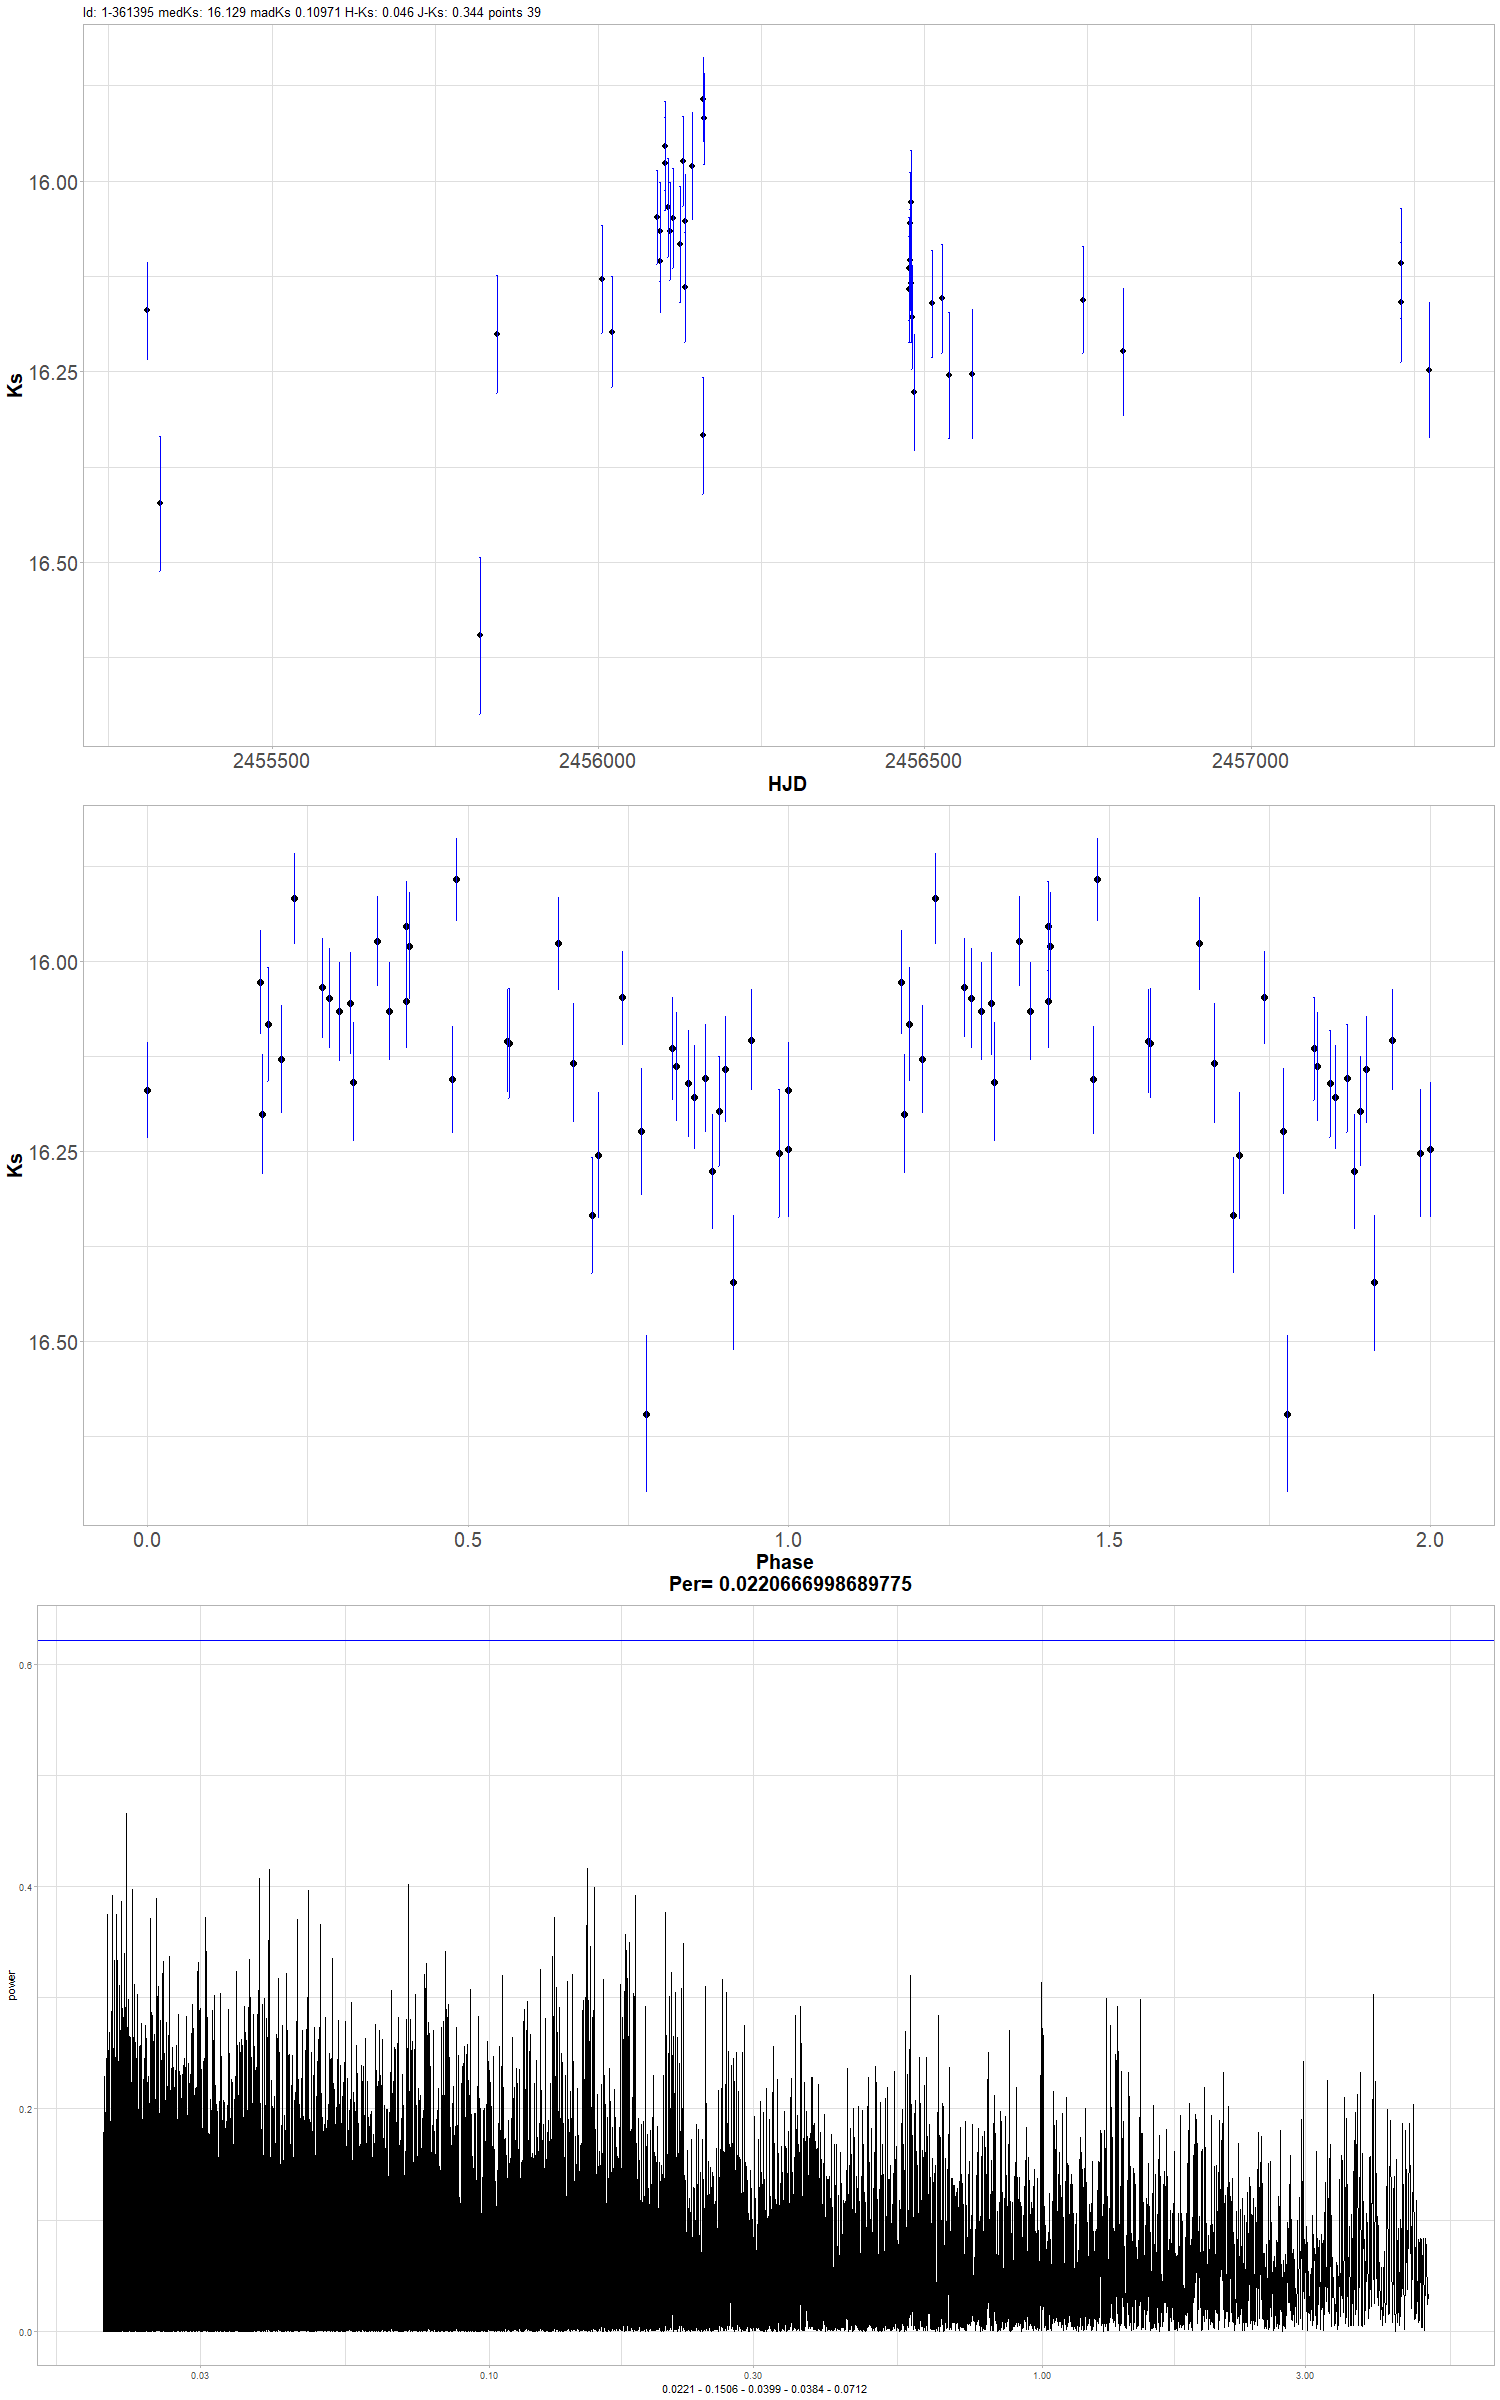 Id: 1-361395 medKs: 16.129 madKs 0.10971 H-Ks: 0.046 J-Ks: 0.344 points 39
16.00
16.25
16.50
Ks
2455500 2456000 2456500 2457000
HJD
16.00
16.25
16.50
Ks
0.0 0.5 1.0 1.5 2.0
Phase
Per= 0.0220666998689775
0.6
0.4
0.2
0.0
power
0.03 0.10 0.30 1.00 3.00
0.0221 - 0.1506 - 0.0399 - 0.0384 - 0.0712